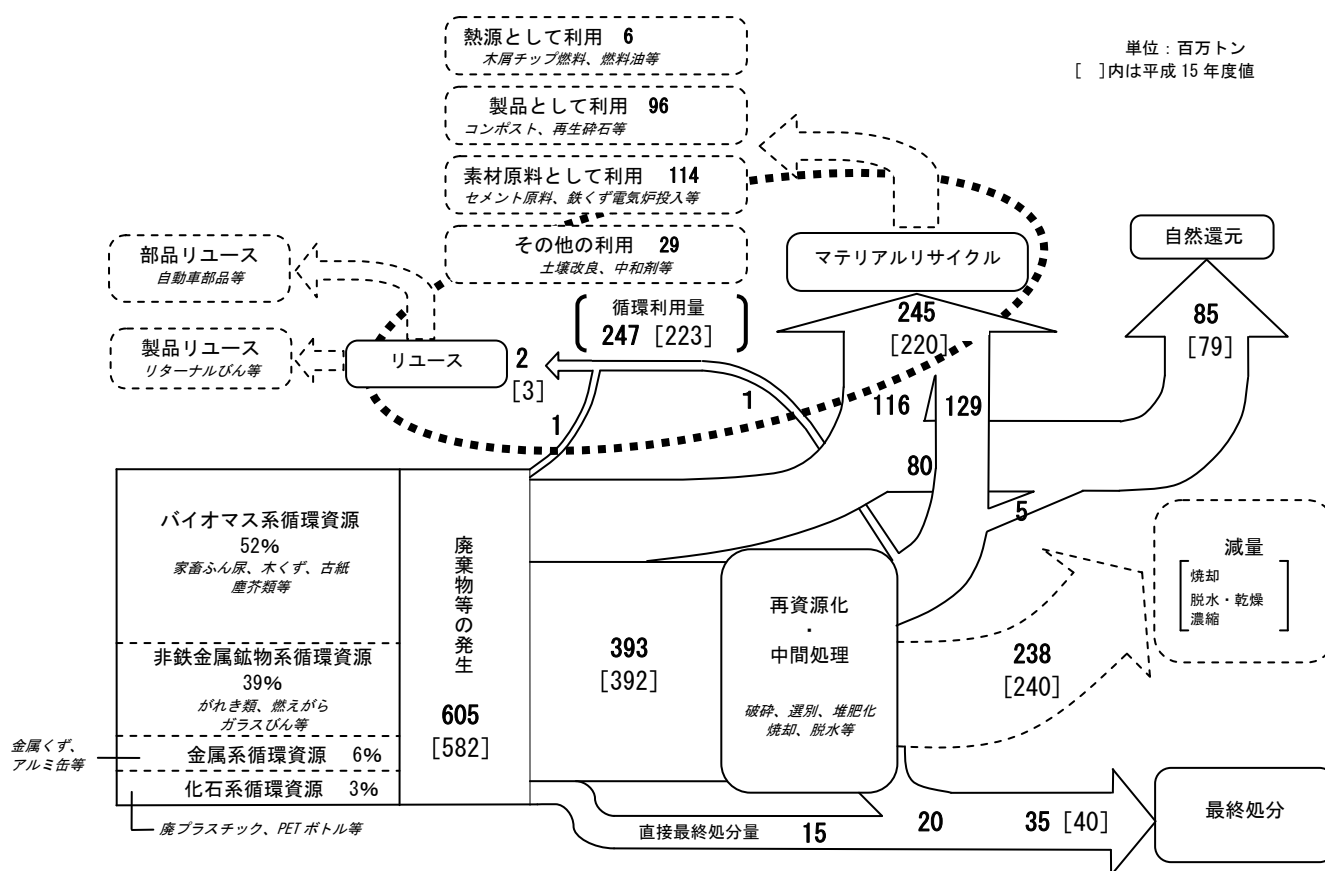 熱源として利用 6
木屑チップ燃料、燃料油等
単位：百万トン
[ ]内は平成 15 年度値
製品として利用 96
コンポスト、再生砕石等
素材原料として利用 114
セメント原料、鉄くず電気炉投入等
その他の利用 29
土壌改良、中和剤等
マテリアルリサイクル
自然還元
部品リユース
自動車部品等
循環利用量
247 [223]
245
[220]
85
[79]
製品リユース
リターナルびん等
リユース
2
[3]
1
1
116
129
80
5
バイオマス系循環資源
52%
家畜ふん尿、木くず、古紙
塵芥類等
非鉄金属鉱物系循環資源
39%
がれき類、燃えがら
ガラスびん等
金属くず、
アルミ缶等
金属系循環資源 6%
化石系循環資源 3%
廃プラスチック、PET ボトル等
廃棄物等の発生
605
[582]
393
[392]
再資源化
・
中間処理
破砕、選別、堆肥化
焼却、脱水等
減量
焼却
脱水・乾燥
濃縮
238
[240]
直接最終処分量 15
20
35 [40]
最終処分